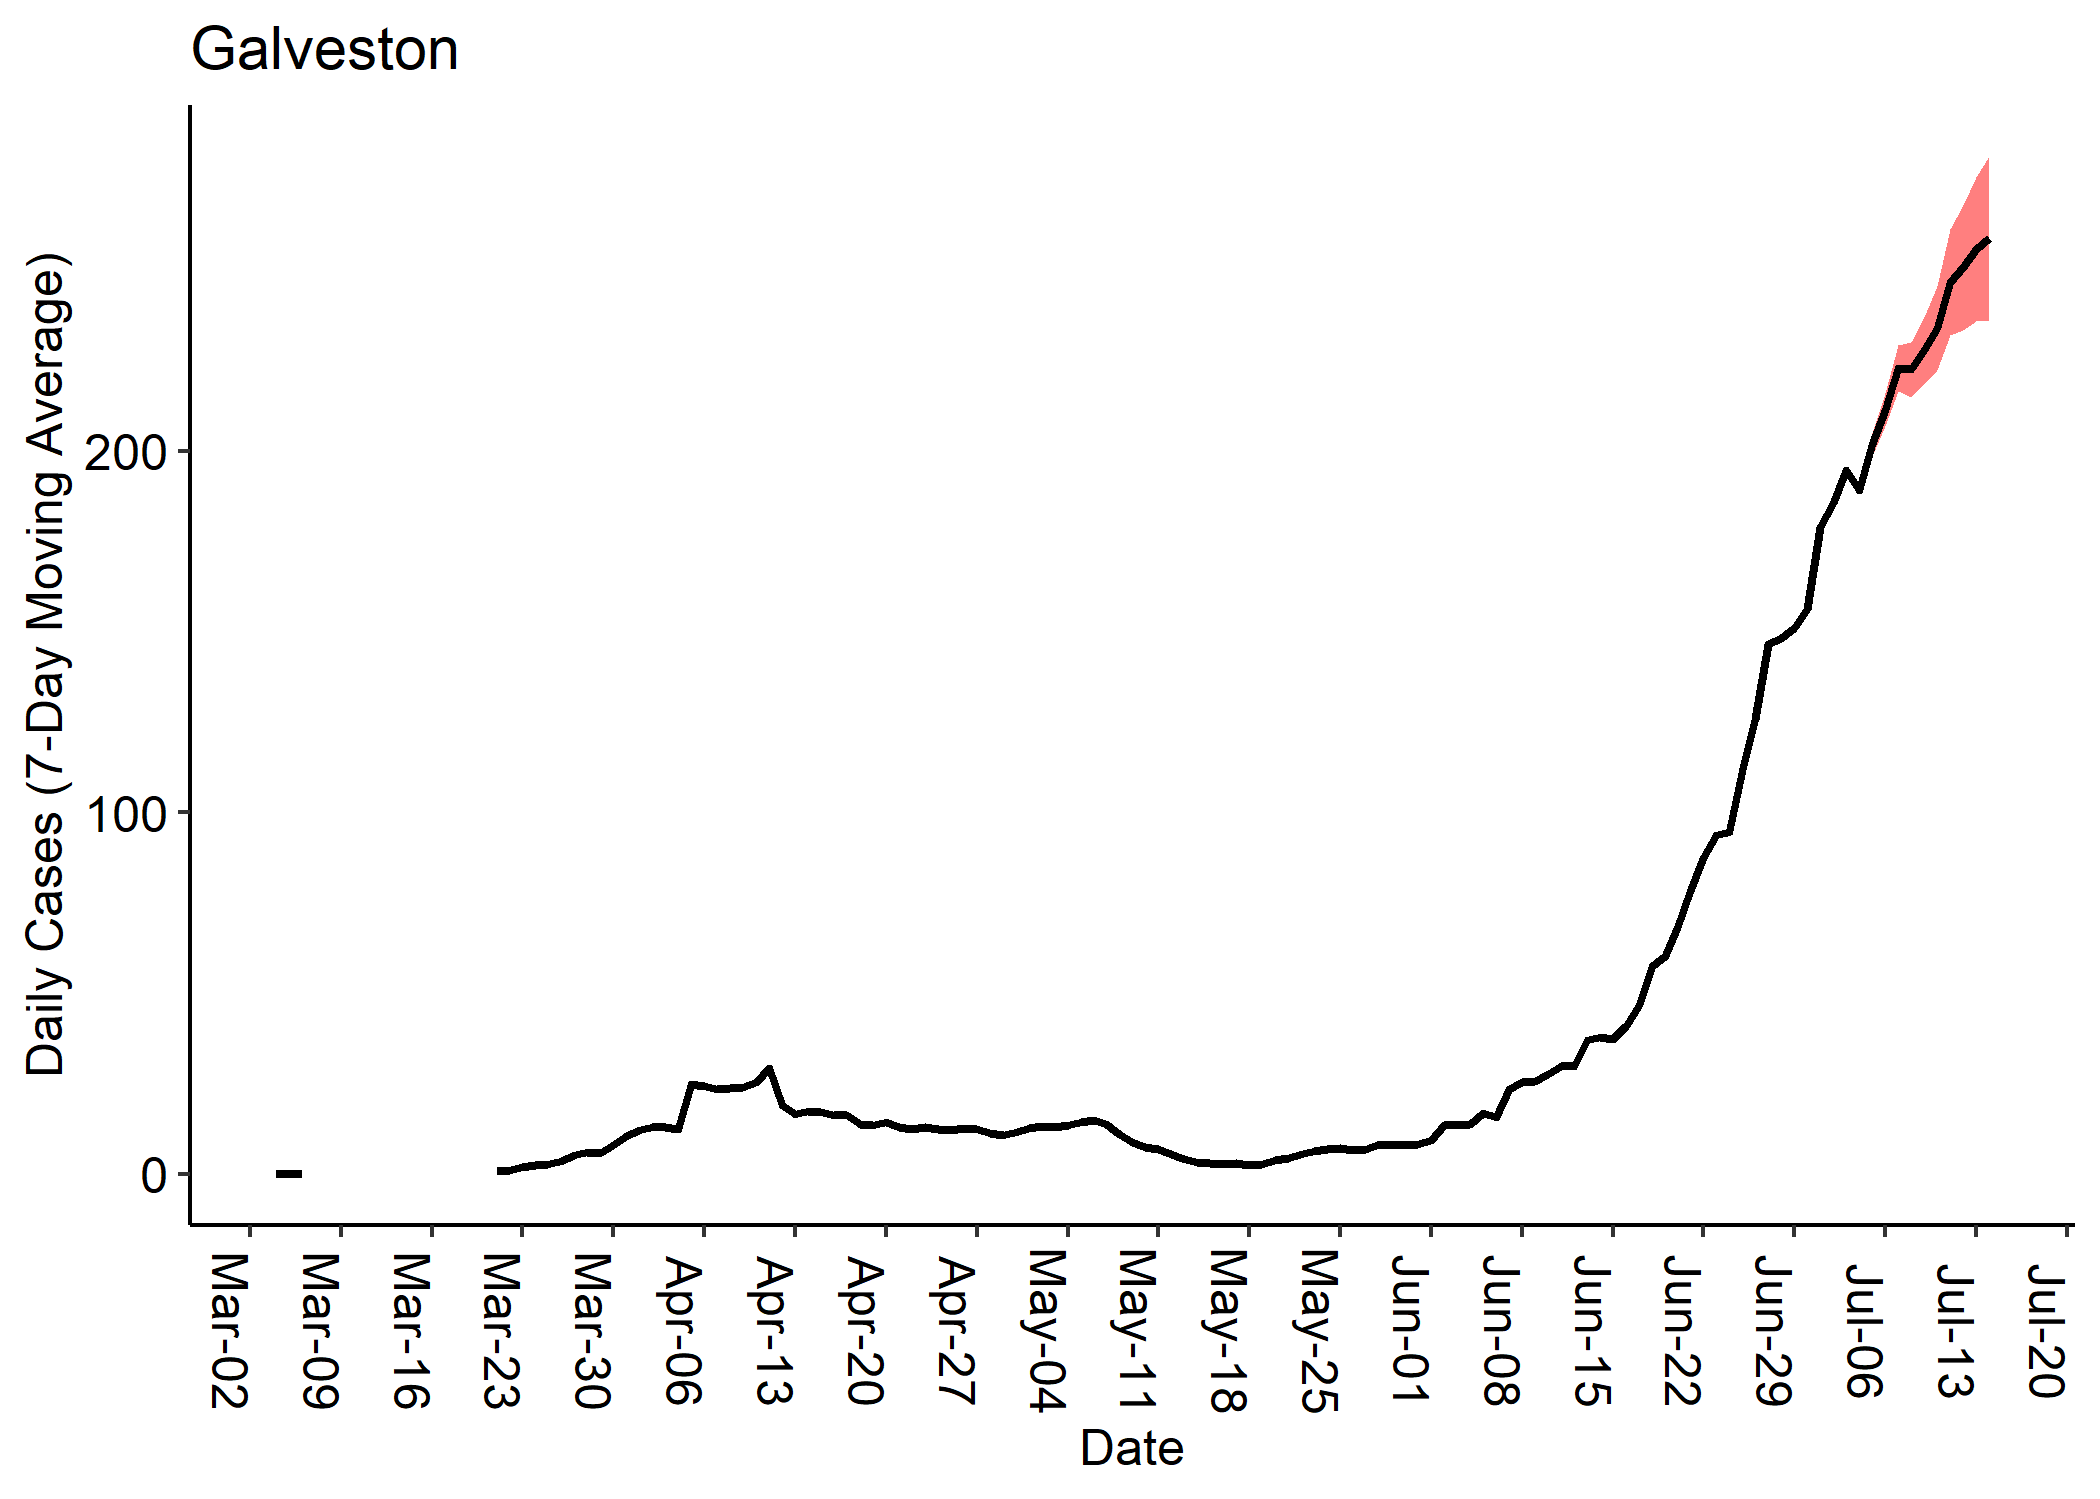 Galveston
Daily Cases (7-Day Moving Average)
200
100
0
Mar-02
Mar-09
Mar-16
Mar-23
Mar-30
Apr-06
Apr-13
Apr-20
Apr-27
May-04
May-11
May-18
May-25
Jun-01
Jun-08
Jun-15
Jun-22
Jun-29
Jul-06
Jul-13
Jul-20
Date